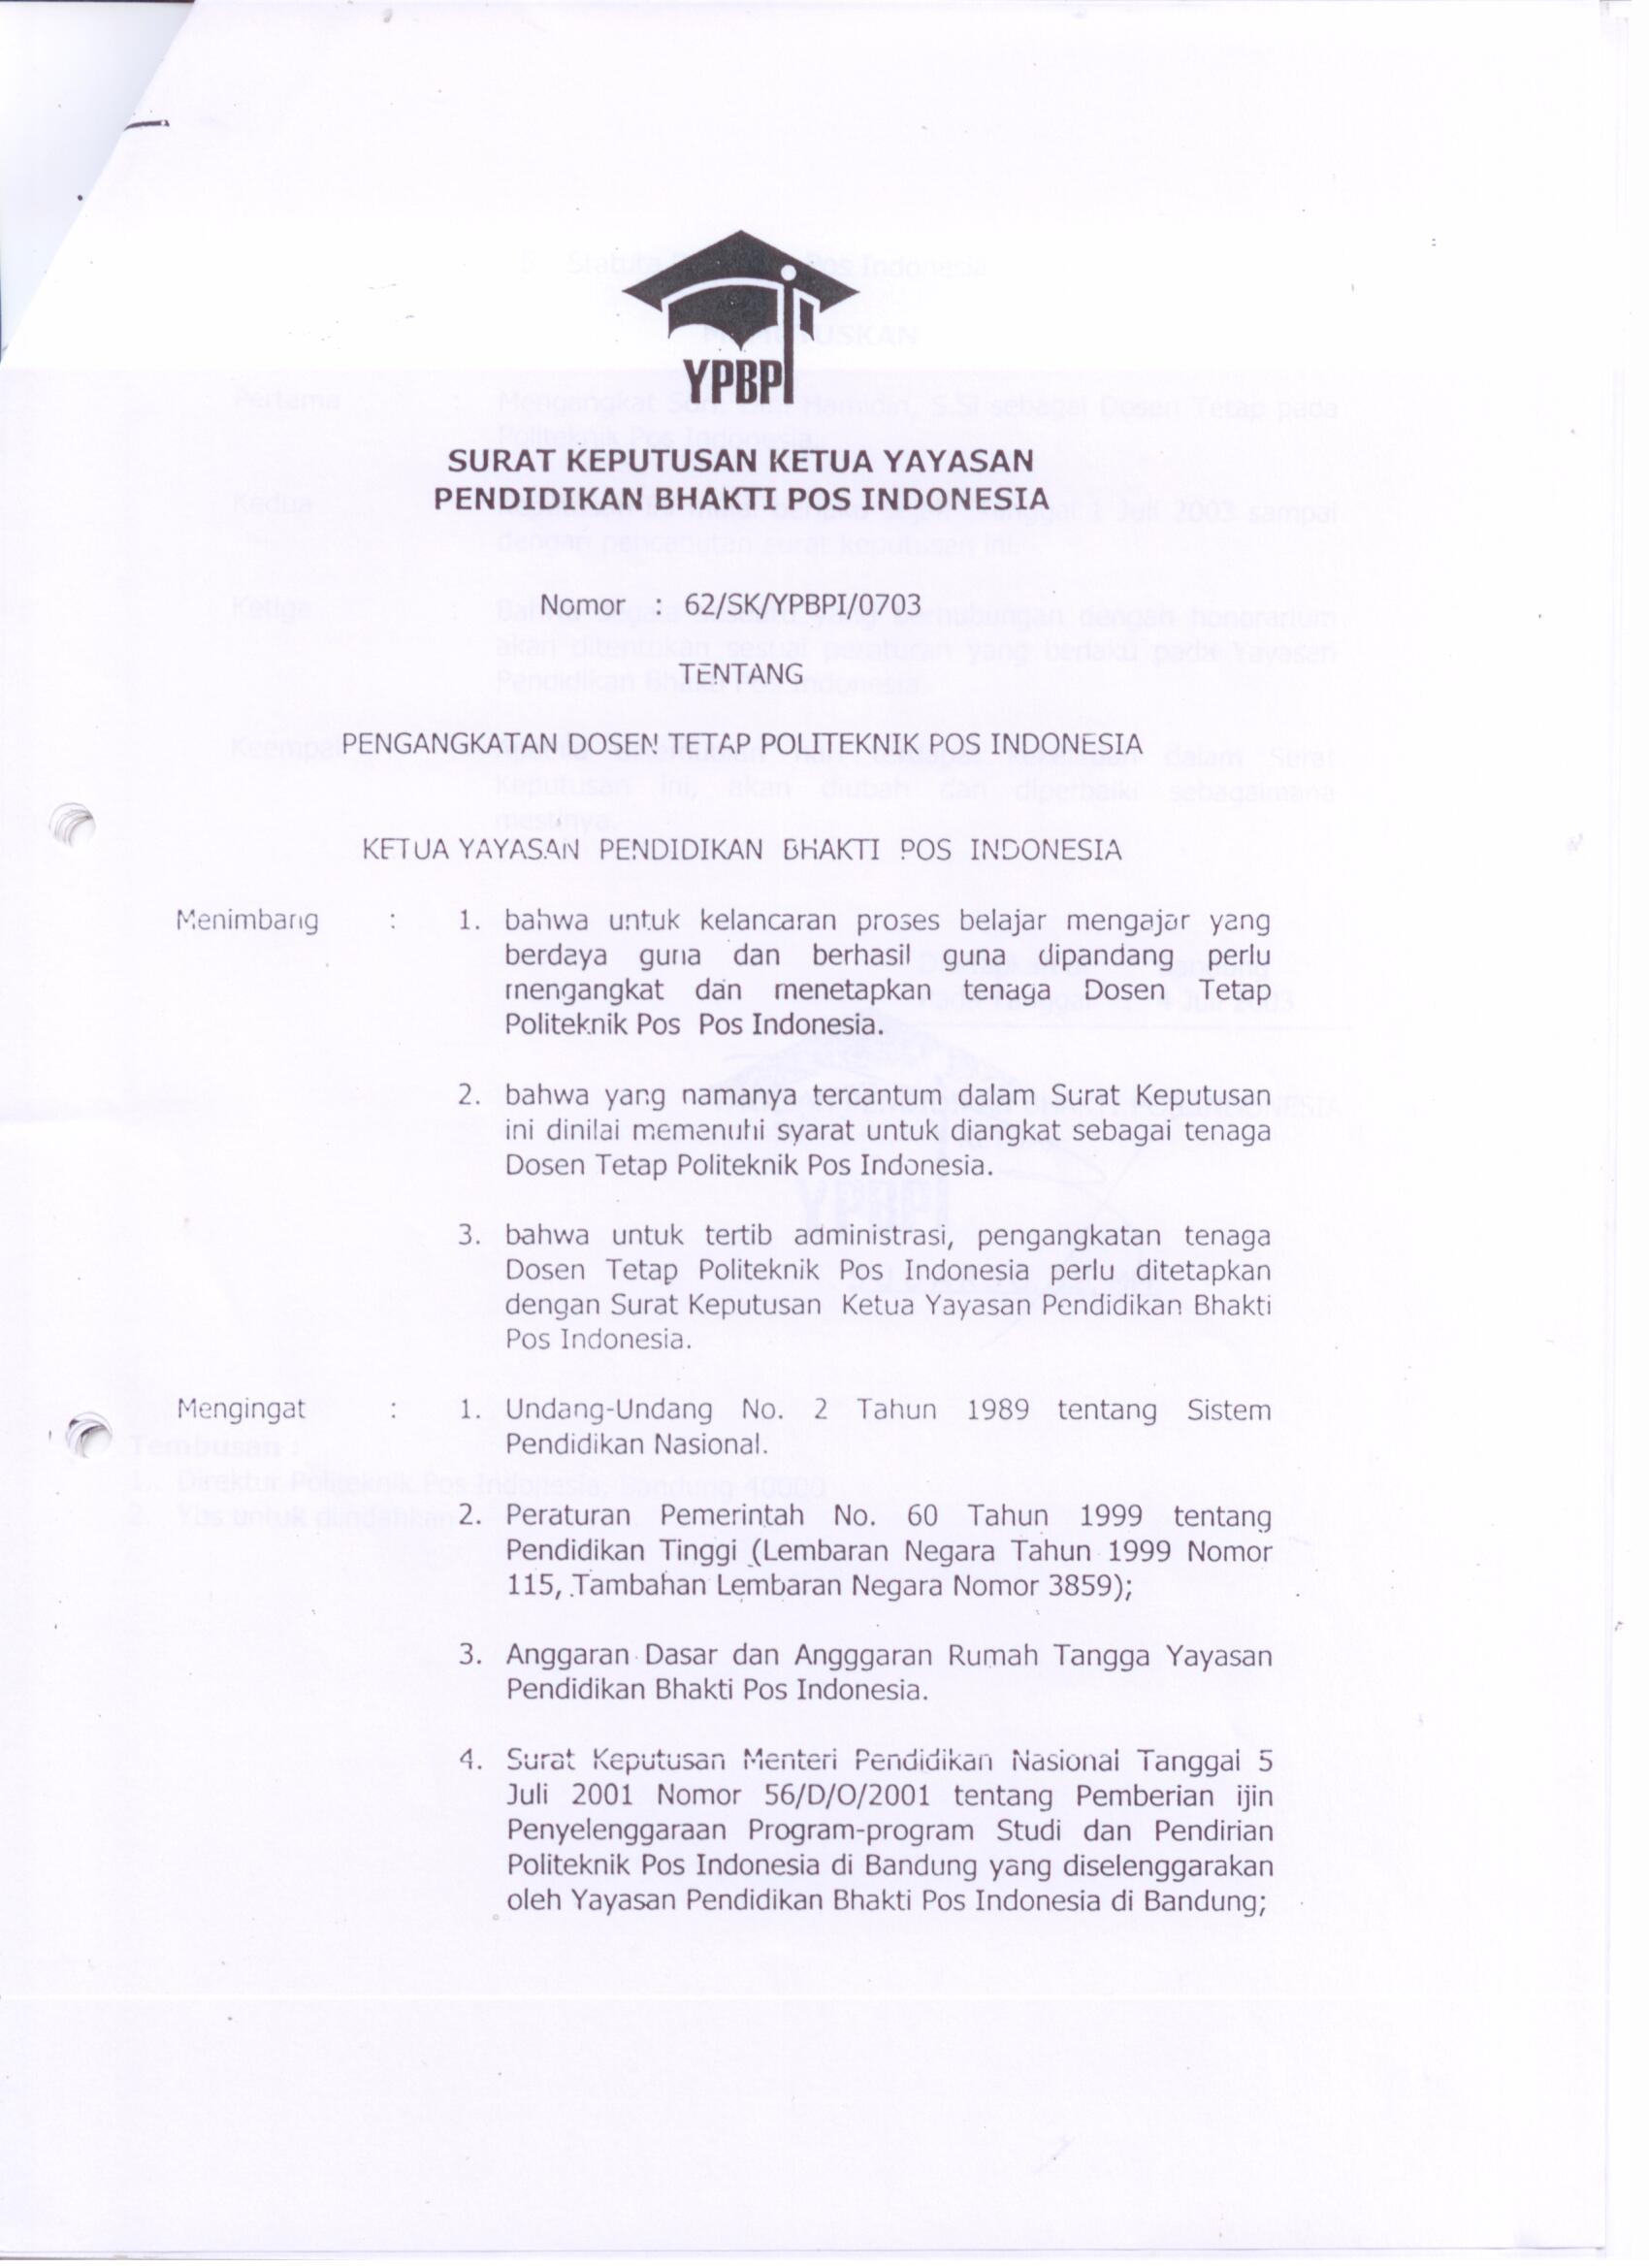 YPBPI
SURAT KEPUTUSAN KETUA YAYASAN
PENDIDIKAN BHAKTI POS INDONESIA
Nomor : 62/SK/YPBPI/0703
TENTANG
PENGANGKATAN DOSEN TETAP POLITEKNIK POS INDONESIA
KETUA YAYASAN PENDIDIKAN BHAKTI POS INDONESIA
Menimbang : 1. bahwa untuk kelancaran proses belajar mengajar yang
berdaya guna dan berhasil guna dipandang perlu
mengangkat dan menetapkan tenaga Dosen Tetap
Politeknik Pos Pos Indonesia.
2. bahwa yang namanya tercantum dalam Surat Keputusan
ini dinilai memenuhi syarat untuk diangkat sebagai tenaga
Dosen Tetap Politeknik Pos Indonesia.
3. bahwa untuk tertib administrasi, pengangkatan tenaga
Dosen Tetap Politeknik Pos Indonesia perlu ditetapkan
dengan Surat Keputusan Ketua Yayasan Pendidikan Bhakti
Pos Indonesia.
Mengingat : 1. Undang-Undang No. 2 Tahun 1989 tentang Sistem
Pendidikan Nasional.
2. Peraturan Pemerintah No. 60 Tahun 1999 tentang
Pendidikan Tinggi (Lembaran Negara Tahun 1999 Nomor
115, Tambahan Lembaran Negara Nomor 3859);
3. Anggaran Dasar dan Angggaran Rumah Tangga Yayasan
Pendidikan Bhakti Pos Indonesia.
4. Surat Keputusan Menteri Pendidikan Nasional Tanggal 5
Juli 2001 Nomor 56/D/O/2001 tentang Pemberian ijin
Penyelenggaraan Program-program Studi dan Pendirian
Politeknik Pos Indonesia di Bandung yang diselenggarakan
oleh Yayasan Pendidikan Bhakti Pos Indonesia di Bandung;